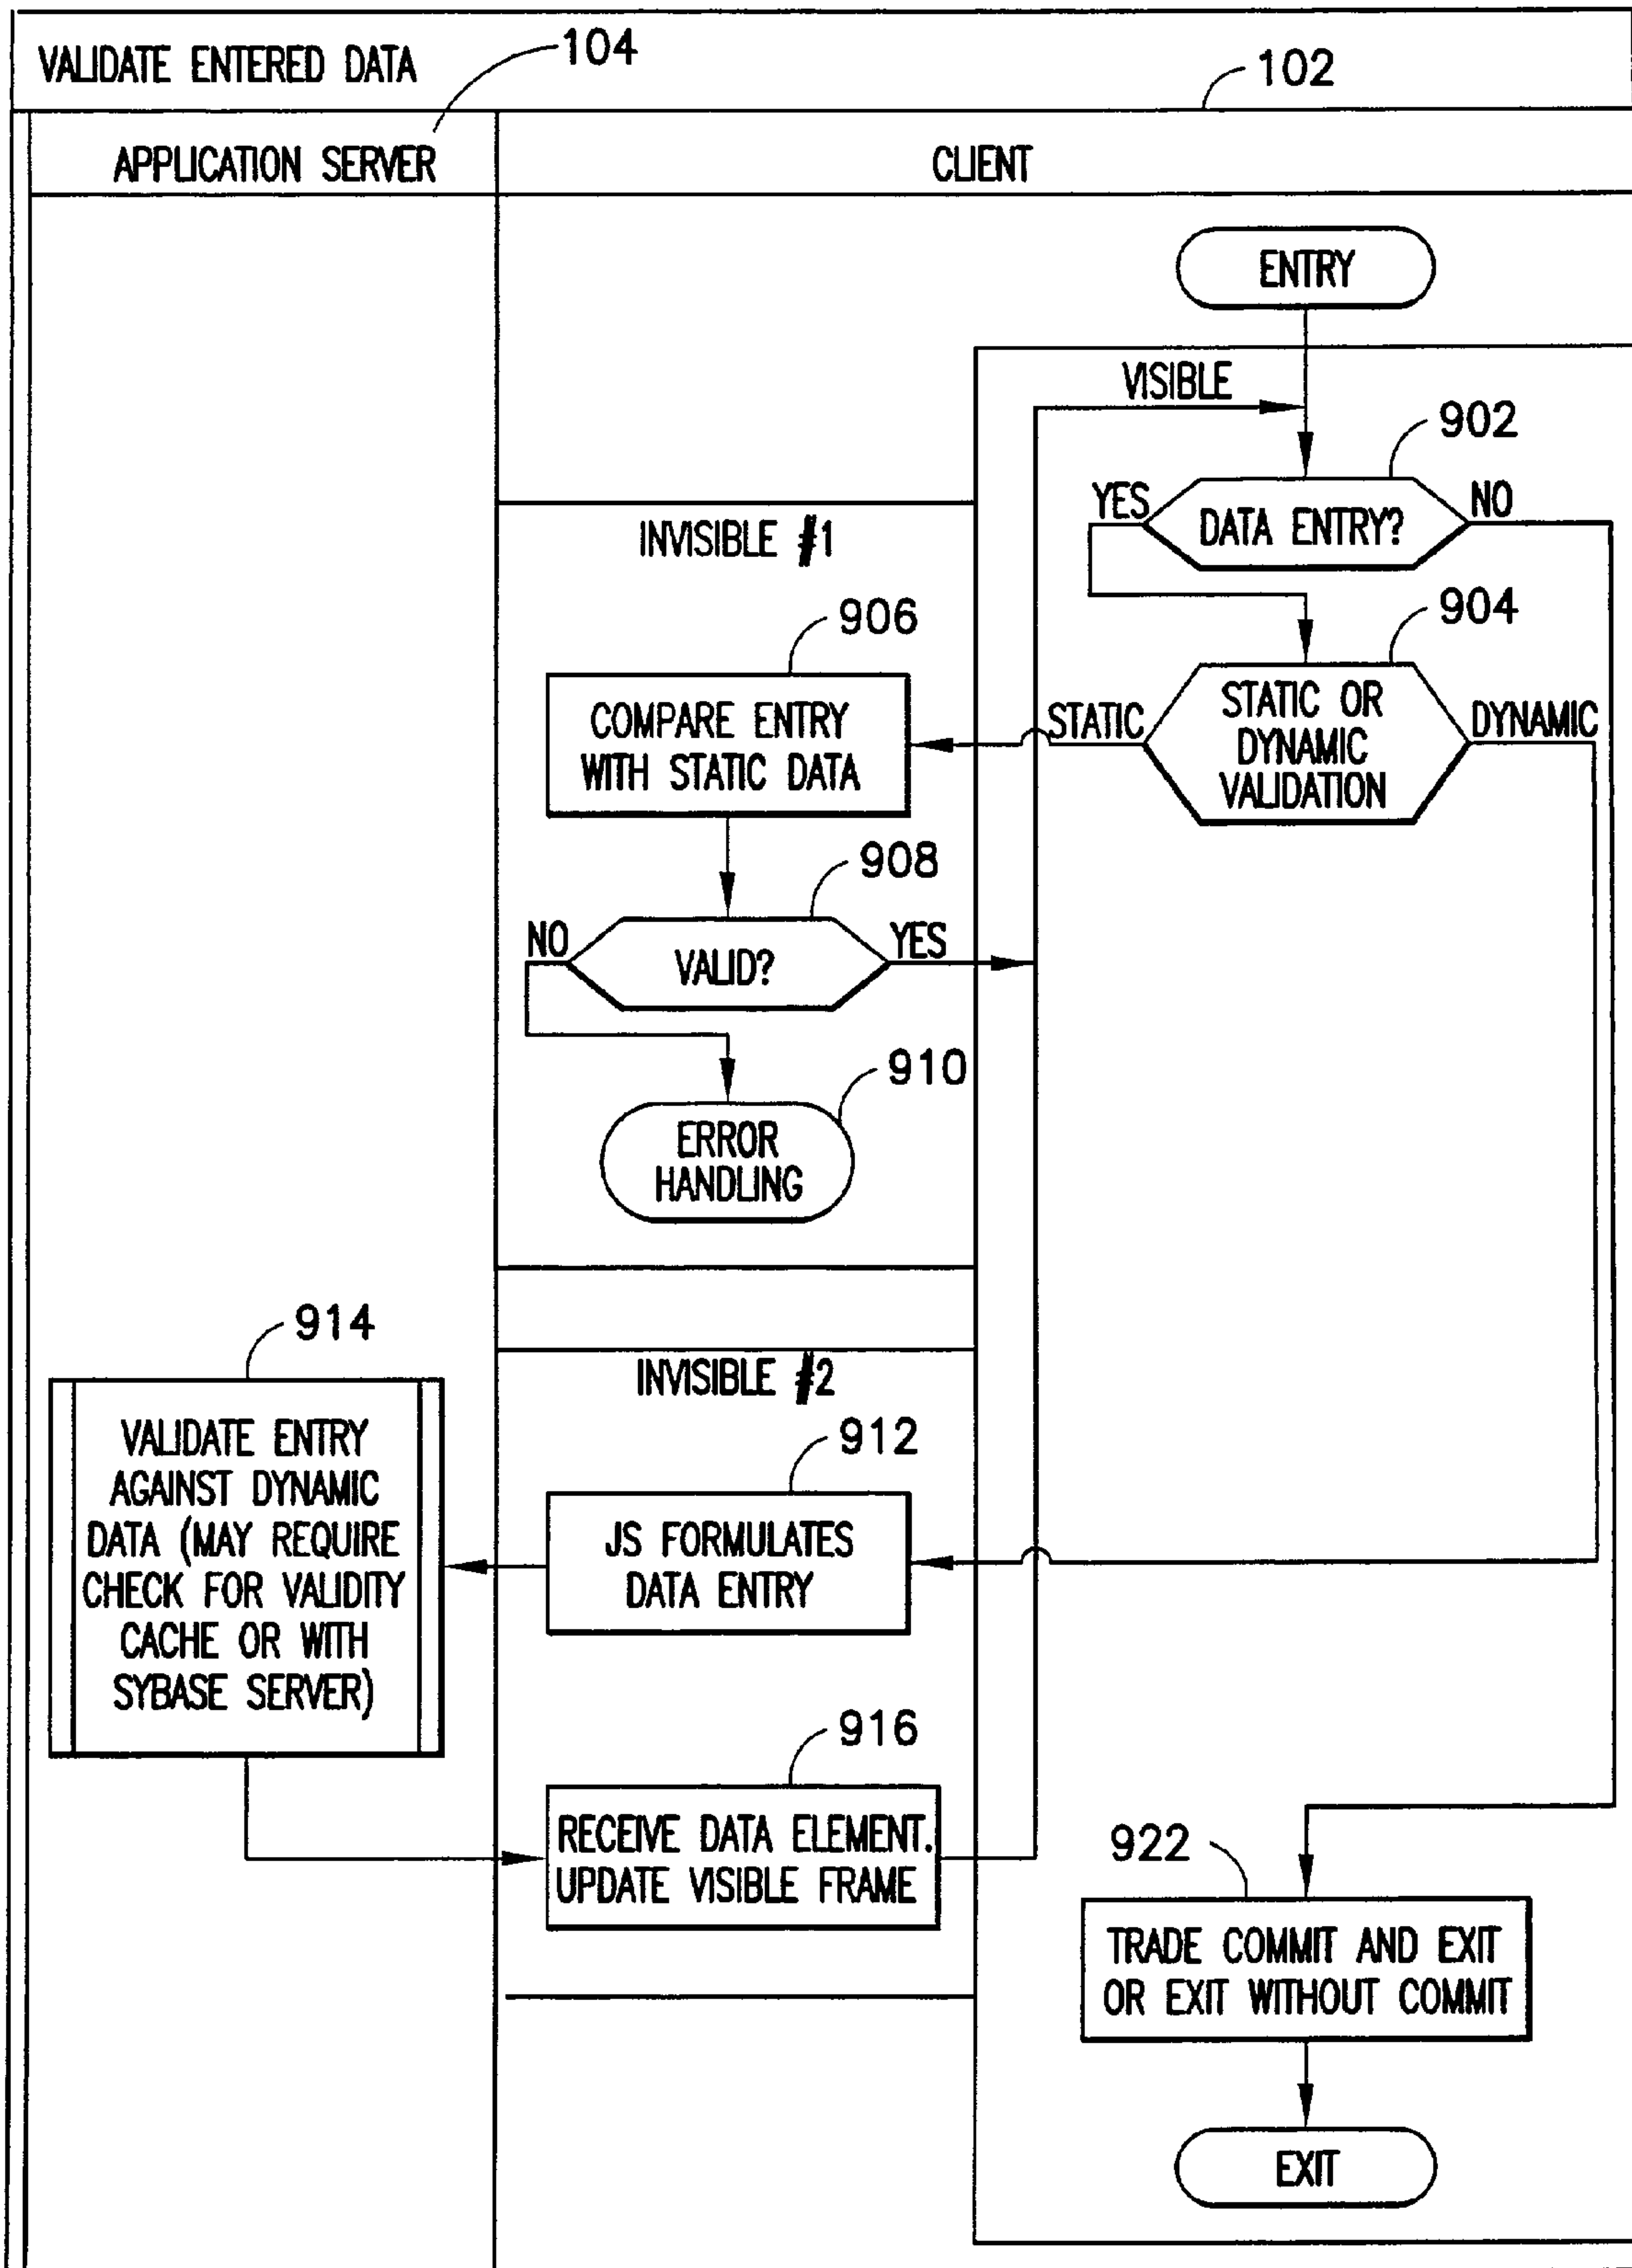 VALIDATE ENTERED DATA
104
102
APPLICATION SERVER
CLIENT
ENTRY
VISIBLE
902
YES
DATA ENTRY?
NO
INVISIBLE #1
904
906
STATIC OR
DYNAMIC
VALIDATION
STATIC
DYNAMIC
COMPARE ENTRY
WITH STATIC DATA
908
NO
VALID?
YES
910
ERROR
HANDLING
914
INVISIBLE #2
VALIDATE ENTRY
AGAINST DYNAMIC
DATA (MAY REQUIRE
CHECK FOR VALIDITY
CACHE OR WITH
SYBASE SERVER)
912
JS FORMULATES
DATA ENTRY
916
RECEIVE DATA ELEMENT.
UPDATE VISIBLE FRAME
922
TRADE COMMIT AND EXIT
OR EXIT WITHOUT COMMIT
EXIT